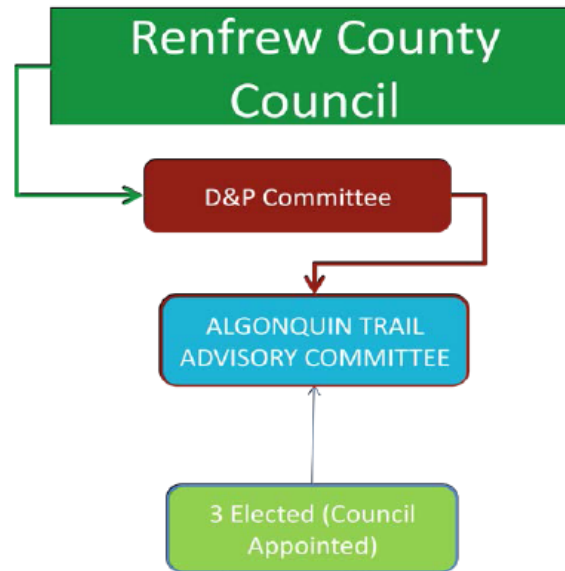 Renfrew County
Council
D&P Committee
ALGONQUIN TRAIL
ADVISORY COMMITTEE
3 Elected (Council
Appointed)